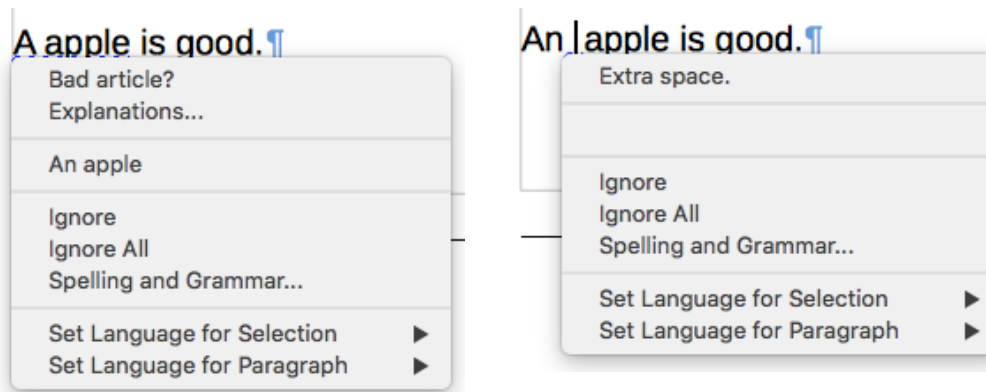 A apple is good.¶
Bad article?
Explanations...
An apple
Ignore
Ignore All
Spelling and Grammar...
Set Language for Selection ▶
Set Language for Paragraph ▶
An apple is good.¶
Extra space.
Ignore
Ignore All
Spelling and Grammar...
Set Language for Selection ▶
Set Language for Paragraph ▶